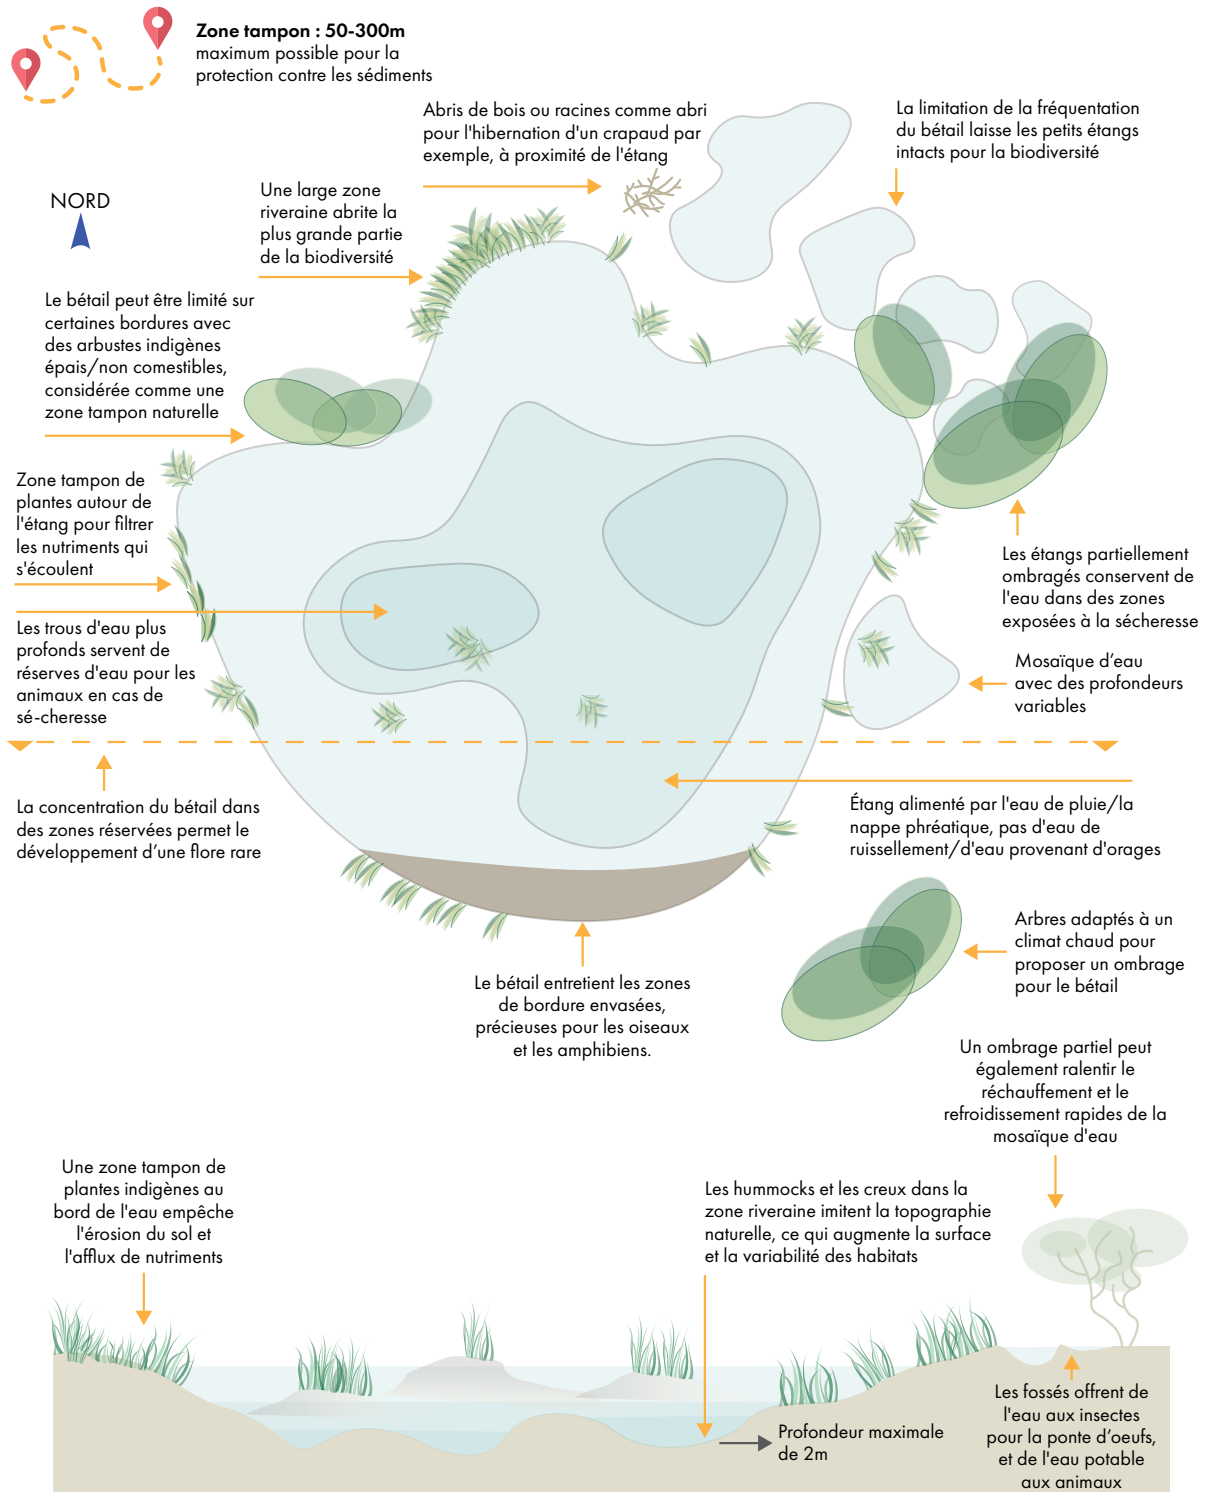 Zone tampon : 50-300m
maximum possible pour la
protection contre les sédiments
Abris de bois ou racines comme abri
pour l'hibernation d'un crapaud par
exemple, à proximité de l'étang
La limitation de la fréquentation
du bétail laisse les petits étangs
intacts pour la biodiversité
NORD
Une large zone
riveraine abrite la
plus grande partie
de la biodiversité
Le bétail peut être limité sur
certaines bordures avec
des arbustes indigènes
épais/non comestibles,
considérée comme une
zone tampon naturelle
Zone tampon de
plantes autour de
l'étang pour filtrer
les nutriments qui
s'écoulent
Les étangs partiellement
ombragés conservent de
l'eau dans des zones
exposées à la sécheresse
Les trous d'eau plus
profonds servent de
réserves d'eau pour les
animaux en cas de
sé-cheresse
Mosaïque d’eau
avec des profondeurs
variables
La concentration du bétail dans
des zones réservées permet le
développement d’une flore rare
Étang alimenté par l'eau de pluie/la
nappe phréatique, pas d'eau de
ruissellement/d'eau provenant d'orages
Arbres adaptés à un
climat chaud pour
proposer un ombrage
pour le bétail
Le bétail entretient les zones
de bordure envasées,
précieuses pour les oiseaux
et les amphibiens.
Un ombrage partiel peut
également ralentir le
réchauffement et le
refroidissement rapides de la
mosaïque d'eau
Une zone tampon de
plantes indigènes au
bord de l'eau empêche
l'érosion du sol et
l'afflux de nutriments
Les hummocks et les creux dans la
zone riveraine imitent la topographie
naturelle, ce qui augmente la surface
et la variabilité des habitats
Profondeur maximale
de 2m
Les fossés offrent de
l'eau aux insectes
pour la ponte d’oeufs,
et de l'eau potable
aux animaux